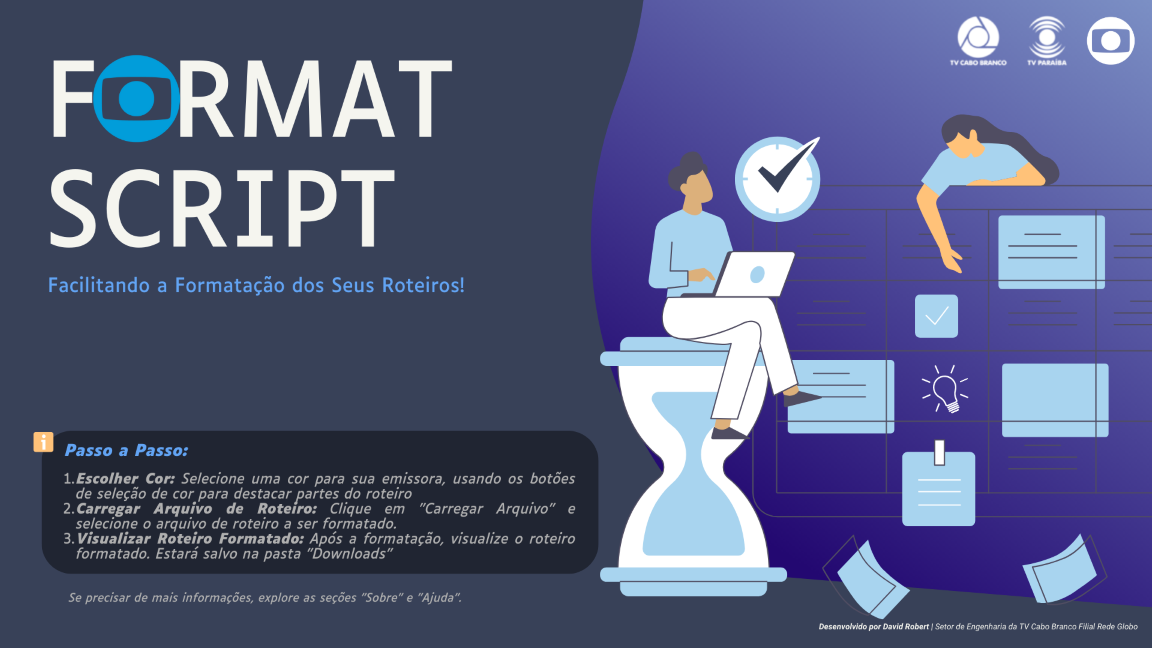 FORMAT
SCRIPT
Facilitando a Formatação dos Seus Roteiros!
TV CABO BRANCO
TV PARAÍBA
i
Passo a Passo:
1.Escolher Cor: Selecione uma cor para sua emissora, usando os botões
de seleção de cor para destacar partes do roteiro
2.Carregar Arquivo de Roteiro: Clique em "Carregar Arquivo" e
selecione o arquivo de roteiro a ser formatado.
3.Visualizar Roteiro Formatado: Após a formatação, visualize o roteiro
formatado. Estará salvo na pasta "Downloads"
Se precisar de mais informações, explore as seções "Sobre" e "Ajuda".
Desenvolvido por David Robert | Setor de Engenharia da TV Cabo Branco Filial Rede Globo